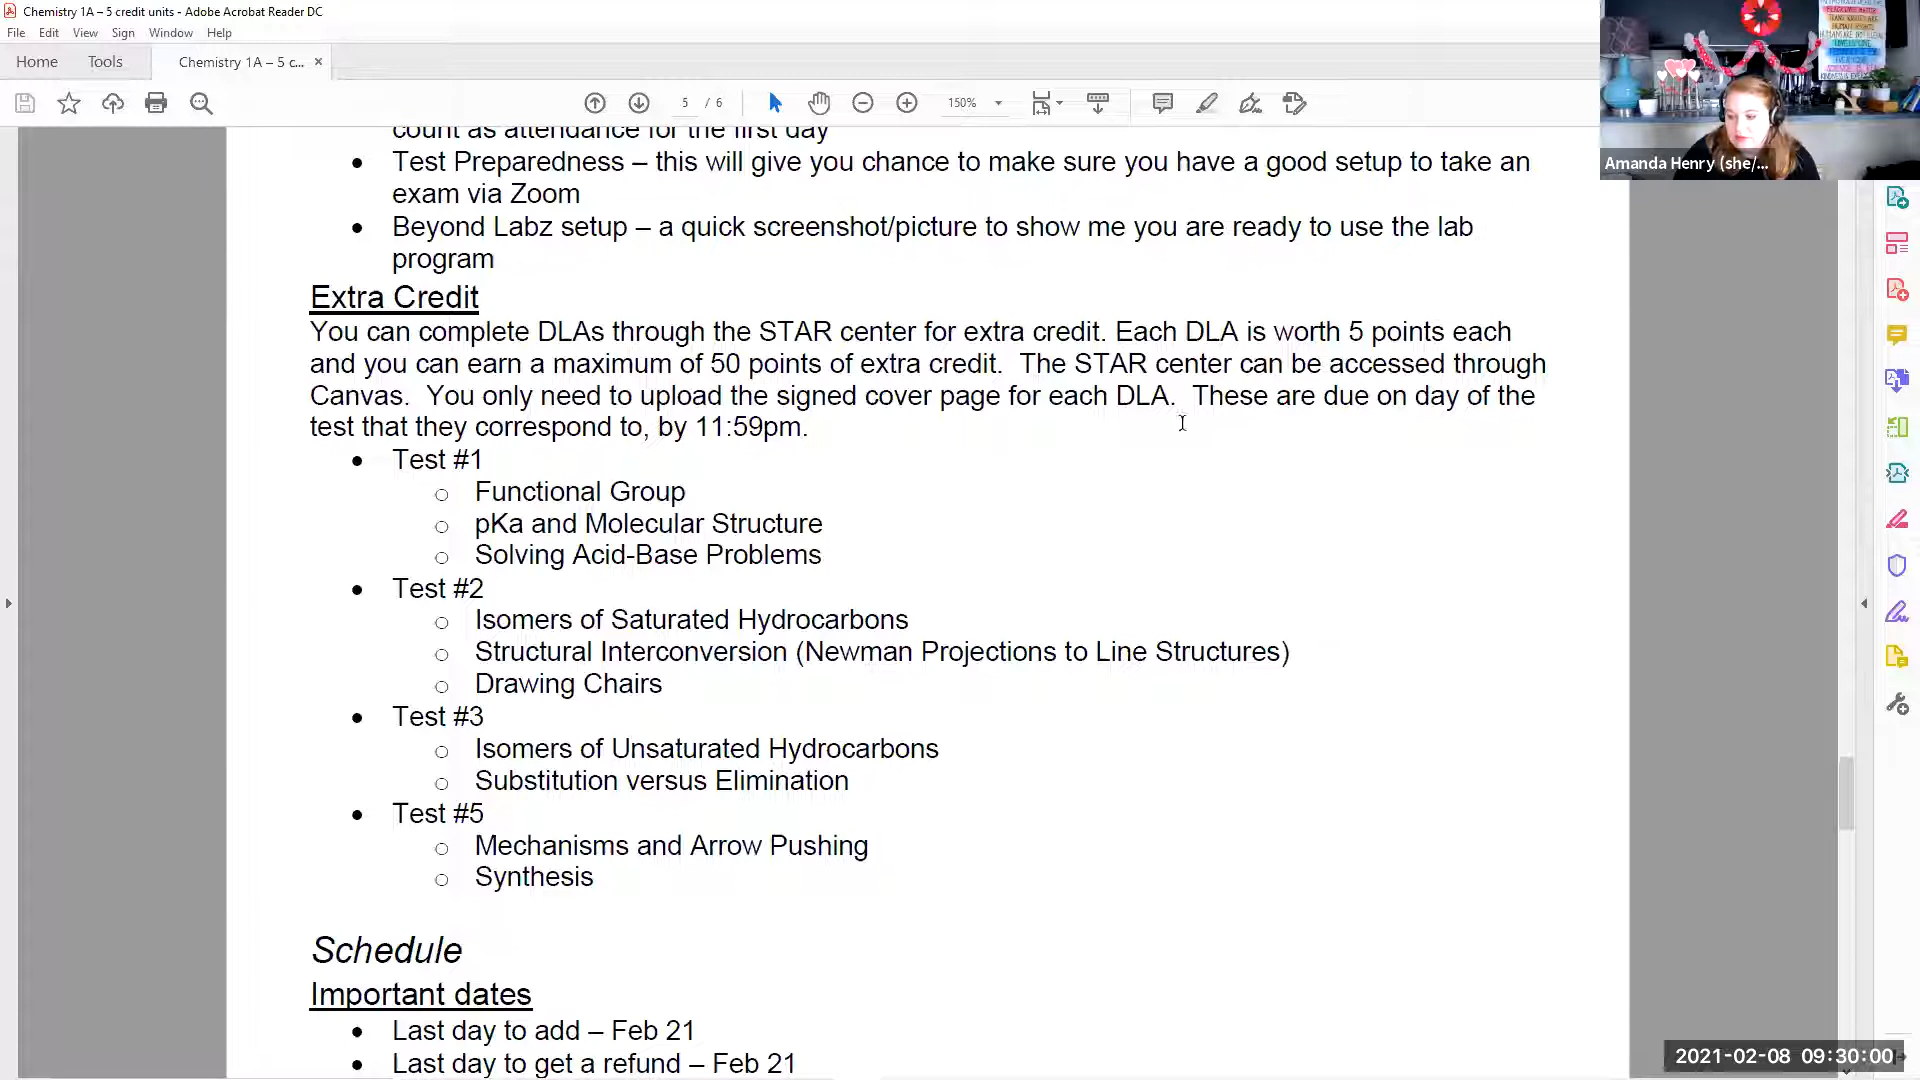 Chemistry 1A – 5 credit units - Adobe Acrobat Reader DC
File Edit View Sign Window Help
Home Tools Chemistry 1A – 5 c... ×
5 / 6 150%
count as attendance for the first day
• Test Preparedness – this will give you chance to make sure you have a good setup to take an
exam via Zoom
• Beyond Labz setup – a quick screenshot/picture to show me you are ready to use the lab
program
Extra Credit
You can complete DLAs through the STAR center for extra credit. Each DLA is worth 5 points each
and you can earn a maximum of 50 points of extra credit.  The STAR center can be accessed through
Canvas.  You only need to upload the signed cover page for each DLA.  These are due on day of the
test that they correspond to, by 11:59pm.
• Test #1
○ Functional Group
○ pKa and Molecular Structure
○ Solving Acid-Base Problems
• Test #2
○ Isomers of Saturated Hydrocarbons
○ Structural Interconversion (Newman Projections to Line Structures)
○ Drawing Chairs
• Test #3
○ Isomers of Unsaturated Hydrocarbons
○ Substitution versus Elimination
• Test #5
○ Mechanisms and Arrow Pushing
○ Synthesis
Schedule
Important dates
• Last day to add – Feb 21
• Last day to get a refund – Feb 21
Amanda Henry (she/...
2021-02-08 09:30:00